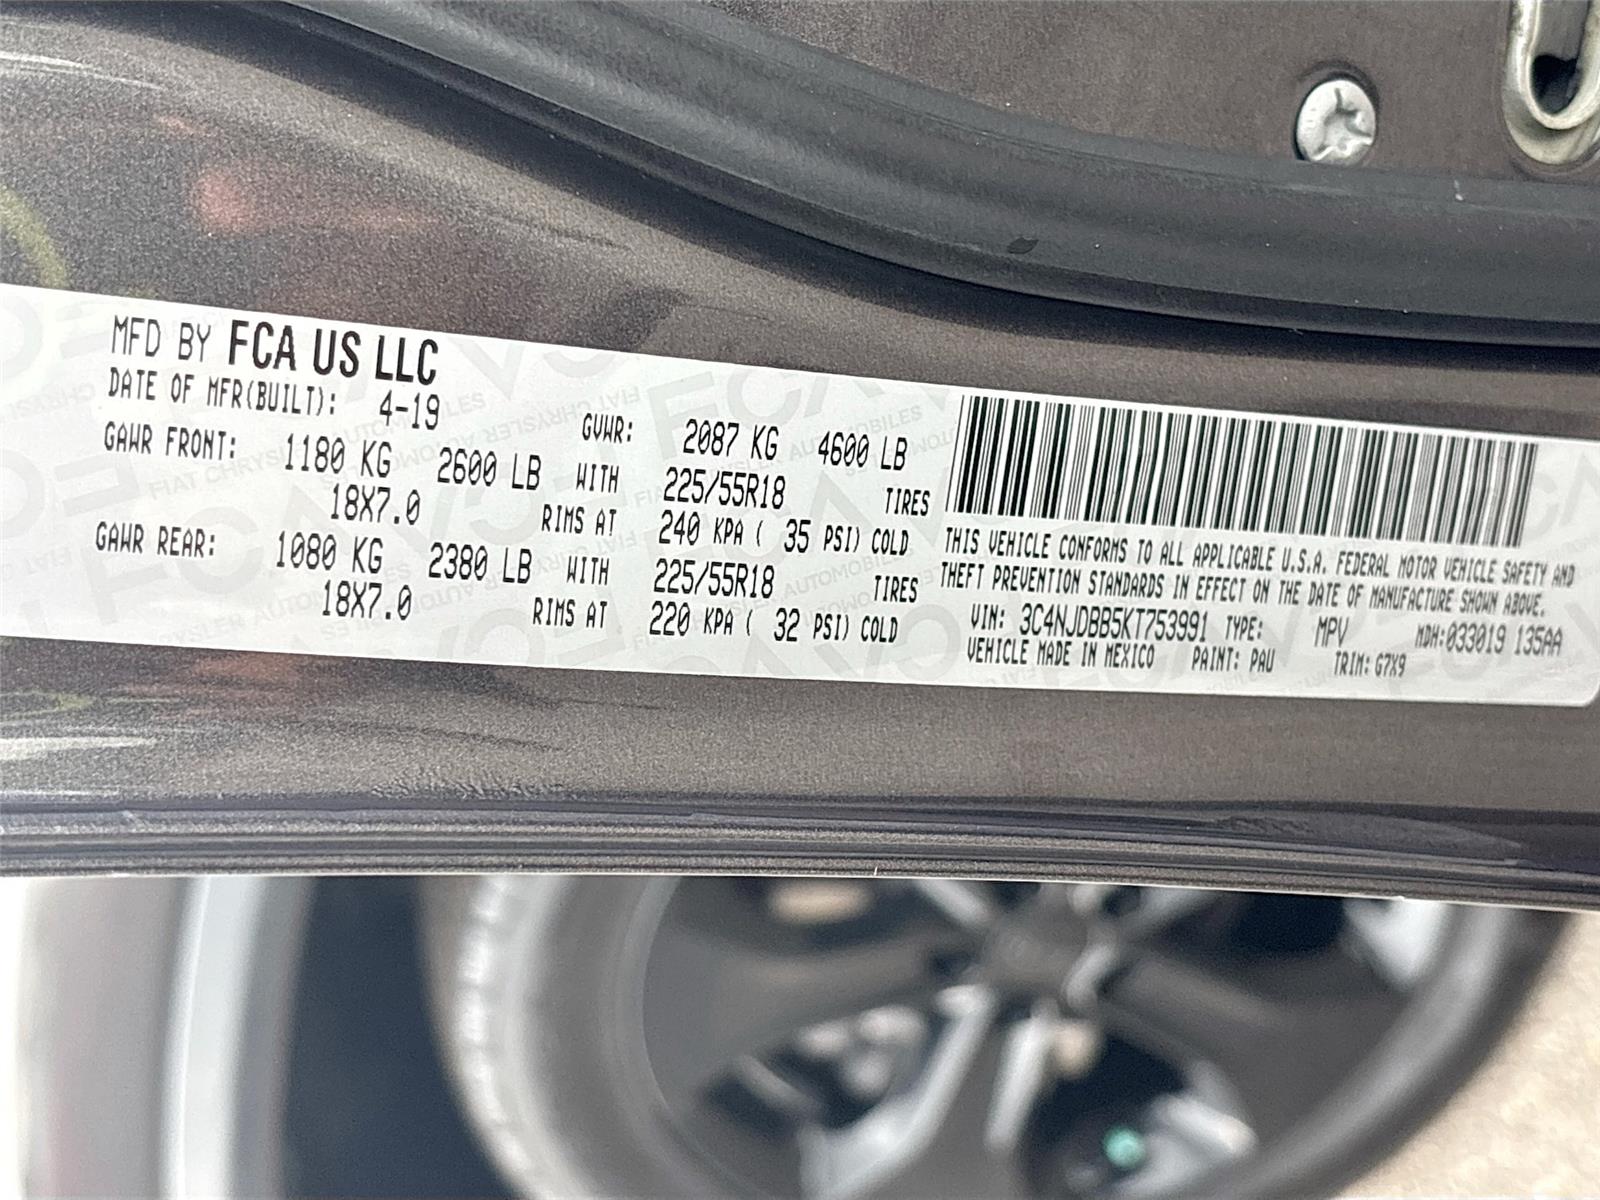 MFD BY FCA US LLC
DATE OF MFR(BUILT): 4-19 GVWR: 2087 KG 4600 LB
GAWR FRONT: 1180 KG 2600 LB WITH 225/55R18 TIRES
18X7.0 RIMS AT 240 KPA ( 35 PSI) COLD
GAWR REAR: 1080 KG 2380 LB WITH 225/55R18 TIRES
18X7.0 RIMS AT 220 KPA ( 32 PSI) COLD
THIS VEHICLE CONFORMS TO ALL APPLICABLE U.S.A. FEDERAL MOTOR VEHICLE SAFETY AND
THEFT PREVENTION STANDARDS IN EFFECT ON THE DATE OF MANUFACTURE SHOWN ABOVE.
VIN: 3C4NJDBB5KT753991 TYPE: MPV MDH:033019 135AA
VEHICLE MADE IN MEXICO PAINT: PAU TRIM: G7X9